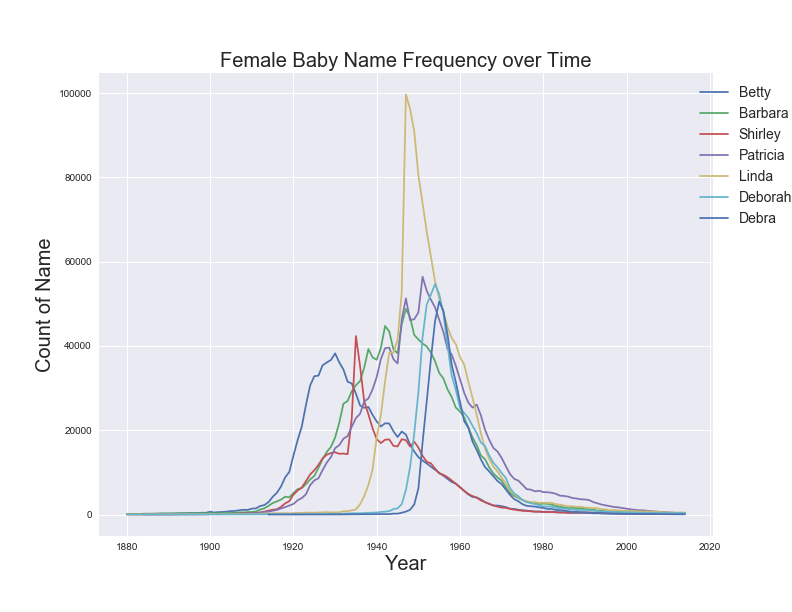 Female Baby Name Frequency over Time
100000
80000
60000
40000
20000
0
Count of Name
1880 1900 1920 1940 1960 1980 2000 2020
Year
Betty
Barbara
Shirley
Patricia
Linda
Deborah
Debra